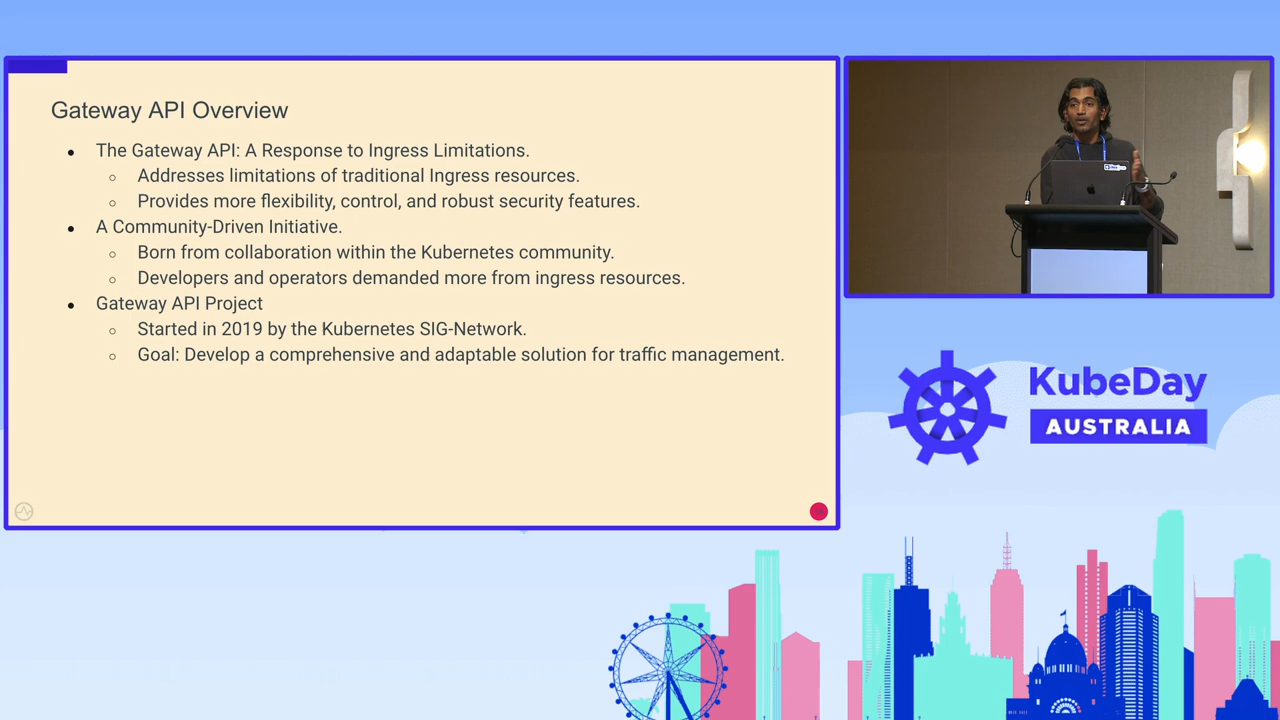 Gateway API Overview
The Gateway API: A Response to Ingress Limitations.
Addresses limitations of traditional Ingress resources.
Provides more flexibility, control, and robust security features.
A Community-Driven Initiative.
Born from collaboration within the Kubernetes community.
Developers and operators demanded more from ingress resources.
Gateway API Project
Started in 2019 by the Kubernetes SIG-Network.
Goal: Develop a comprehensive and adaptable solution for traffic management.
KubeDay
AUSTRALIA